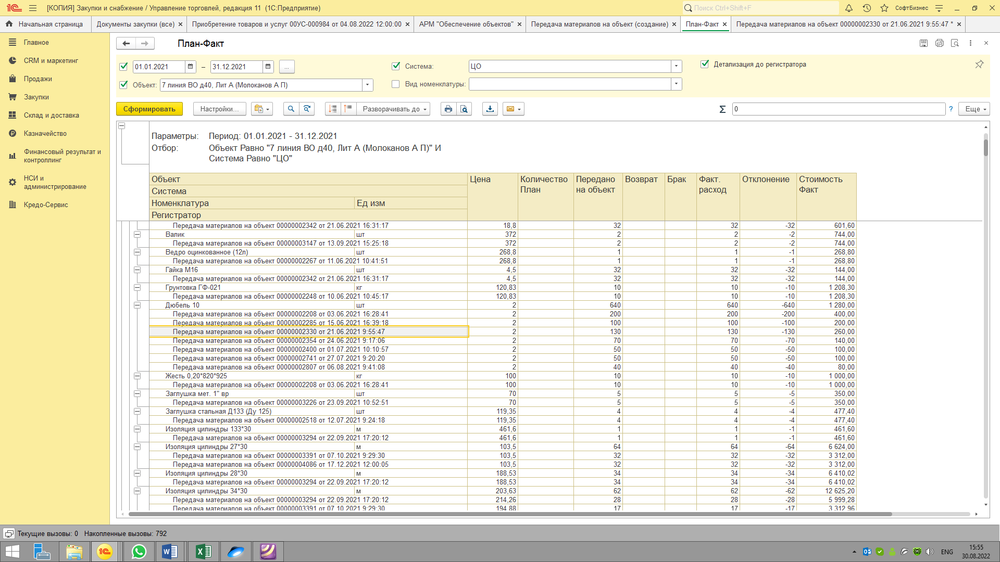 [КОПИЯ] Закупки и снабжение / Управление торговлей, редакция 11 (1С:Предприятие)
Поиск Ctrl+Shift+F
СофтБизнес
Начальная страница
Документы закупки (все)
Приобретение товаров и услуг 00УС-000984 от 04.08.2022 12:00:00
АРМ "Обеспечение объектов"
Передача материалов на объект (создание)
План-Факт
Передача материалов на объект 00000002330 от 21.06.2021 9:55:47 *
Главное
CRM и маркетинг
Продажи
Закупки
Склад и доставка
Казначейство
Финансовый результат и контроллинг
НСИ и администрирование
Кредо-Сервис
План-Факт
01.01.2021 – 31.12.2021 ...
Система: ЦО
Детализация до регистратора
Объект: 7 линия ВО д40, Лит А (Молоканов А П)
Вид номенклатуры:
Сформировать Настройки... Разворачивать до Σ 0 ? Еще
Параметры: Период: 01.01.2021 - 31.12.2021
Отбор: Объект Равно "7 линия ВО д40, Лит А (Молоканов А П)" И
Система Равно "ЦО"
Объект Цена Количество План Передано на объект Возврат Брак Факт. расход Отклонение Стоимость Факт
Система
Номенклатура Ед изм
Регистратор
Передача материалов на объект 00000002342 от 21.06.2021 16:31:17 18,8 32 32 -32 601,60
Валик шт 372 2 2 -2 744,00
Передача материалов на объект 00000003147 от 13.09.2021 15:25:18 372 2 2 -2 744,00
Ведро оцинкованное (12л) шт 268,8 1 1 -1 268,80
Передача материалов на объект 00000002267 от 11.06.2021 10:41:51 268,8 1 1 -1 268,80
Гайка М16 шт 4,5 32 32 -32 144,00
Передача материалов на объект 00000002342 от 21.06.2021 16:31:17 4,5 32 32 -32 144,00
Грунтовка ГФ-021 кг 120,83 10 10 -10 1 208,30
Передача материалов на объект 00000002248 от 10.06.2021 10:45:17 120,83 10 10 -10 1 208,30
Дюбель 10 шт 2 640 640 -640 1 280,00
Передача материалов на объект 00000002208 от 03.06.2021 16:28:41 2 200 200 -200 400,00
Передача материалов на объект 00000002285 от 15.06.2021 16:39:18 2 100 100 -100 200,00
Передача материалов на объект 00000002330 от 21.06.2021 9:55:47 2 130 130 -130 260,00
Передача материалов на объект 00000002354 от 24.06.2021 9:17:06 2 70 70 -70 140,00
Передача материалов на объект 00000002400 от 01.07.2021 10:10:57 2 50 50 -50 100,00
Передача материалов на объект 00000002741 от 27.07.2021 9:20:20 2 50 50 -50 100,00
Передача материалов на объект 00000002807 от 06.08.2021 9:41:08 2 40 40 -40 80,00
Жесть 0,20*820*925 кг 100 10 10 -10 1 000,00
Передача материалов на объект 00000002208 от 03.06.2021 16:28:41 100 10 10 -10 1 000,00
Заглушка мет. 1" вр шт 70 5 5 -5 350,00
Передача материалов на объект 00000003226 от 23.09.2021 10:52:51 70 5 5 -5 350,00
Заглушка стальная Д133 (Ду 125) шт 119,35 4 4 -4 477,40
Передача материалов на объект 00000002518 от 12.07.2021 9:24:18 119,35 4 4 -4 477,40
Изоляция цилиндры 133*30 м 461,6 1 1 -1 461,60
Передача материалов на объект 00000003294 от 22.09.2021 17:20:12 461,6 1 1 -1 461,60
Изоляция цилиндры 27*30 м 103,5 64 64 -64 6 624,00
Передача материалов на объект 00000003391 от 07.10.2021 9:29:30 103,5 32 32 -32 3 312,00
Передача материалов на объект 00000004086 от 17.12.2021 12:00:05 103,5 32 32 -32 3 312,00
Изоляция цилиндры 28*30 м 188,53 34 34 -34 6 410,02
Передача материалов на объект 00000003294 от 22.09.2021 17:20:12 188,53 34 34 -34 6 410,02
Изоляция цилиндры 34*30 м 203,63 62 62 -62 12 625,20
Передача материалов на объект 00000003294 от 22.09.2021 17:20:12 214,26 28 28 -28 5 999,28
Передача материалов на объект 00000003391 от 07.10.2021 9:29:30 194,88 17 17 -17 3 312,96
Текущие вызовы: 0 Накопленные вызовы: 792
ENG
15:55
30.08.2022